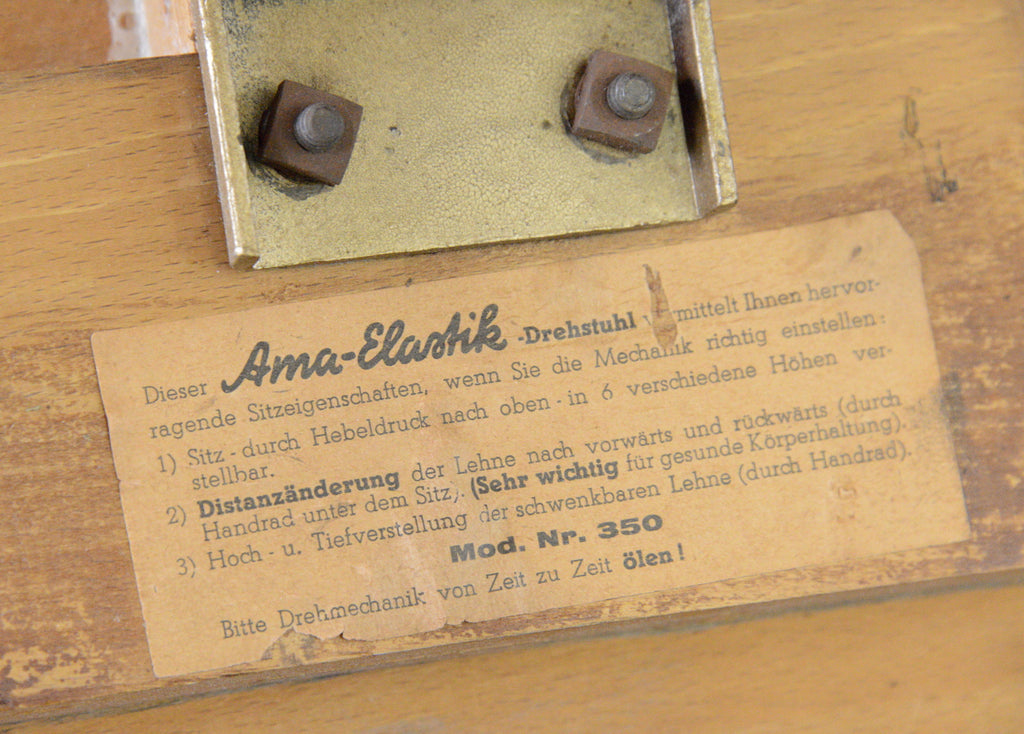 Dieser Ama-Elastik-Drehstuhl vermittelt Ihnen hervor-
ragende Sitzeigenschaften, wenn Sie die Mechanik richtig einstellen:
1) Sitz - durch Hebeldruck nach oben - in 6 verschiedene Höhen ver-
stellbar.
2) Distanzänderung der Lehne nach vorwärts und rückwärts (durch
Handrad unter dem Sitz). (Sehr wichtig für gesunde Körperhaltung).
3) Hoch - u. Tiefverstellung der schwenkbaren Lehne (durch Handrad).
Mod. Nr. 350
Bitte Drehmechanik von Zeit zu Zeit ölen!